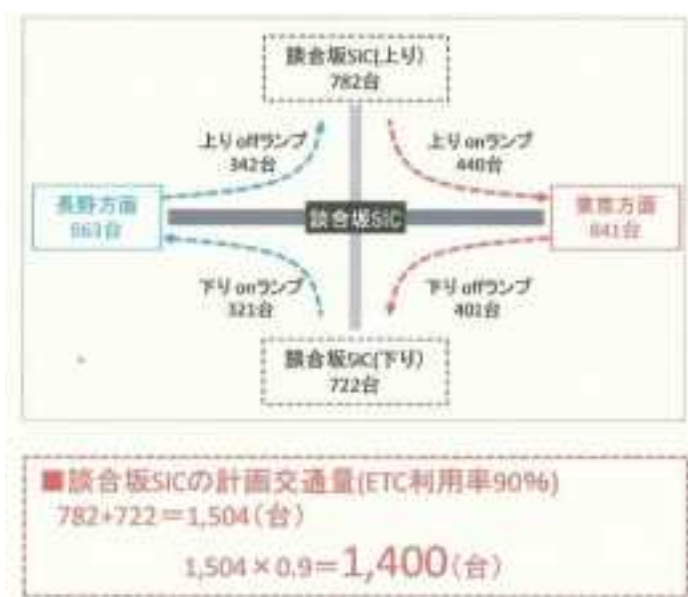 談合坂SIC(上り)
782台
上りoffランプ
342台
上りonランプ
440台
長野方面
663台
談合坂SIC
東京方面
841台
下りonランプ
321台
下りoffランプ
401台
談合坂SIC(下り)
722台
■談合坂SICの計画交通量(ETC利用率90%)
782+722=1,504(台)
1,504×0.9=1,400(台)